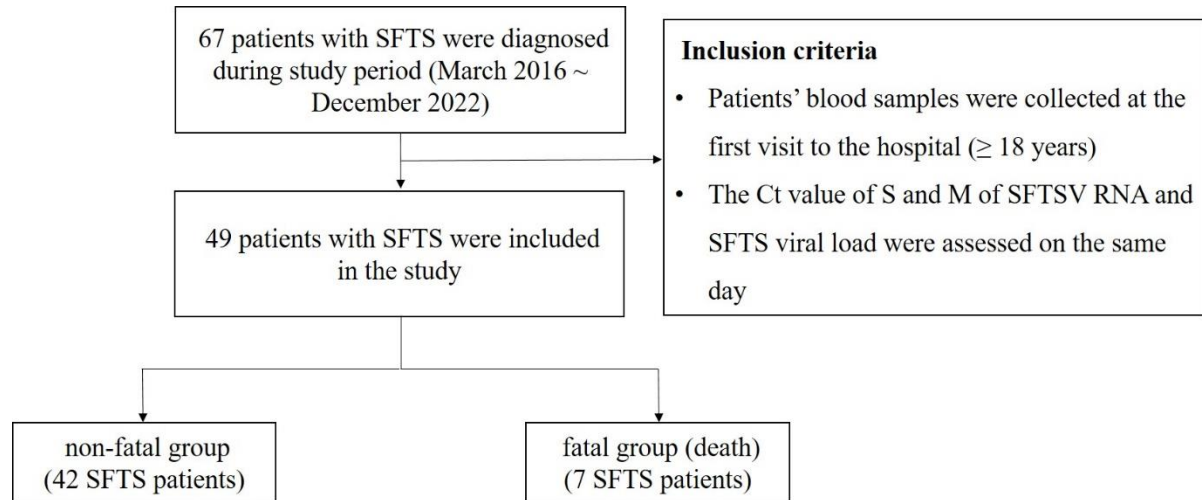 67 patients with SFTS were diagnosed
during study period (March 2016 ~
December 2022)
Inclusion criteria
• Patients’ blood samples were collected at the
first visit to the hospital (≥ 18 years)
• The Ct value of S and M of SFTSV RNA and
SFTS viral load were assessed on the same
day
49 patients with SFTS were included
in the study
non-fatal group
(42 SFTS patients)
fatal group (death)
(7 SFTS patients)